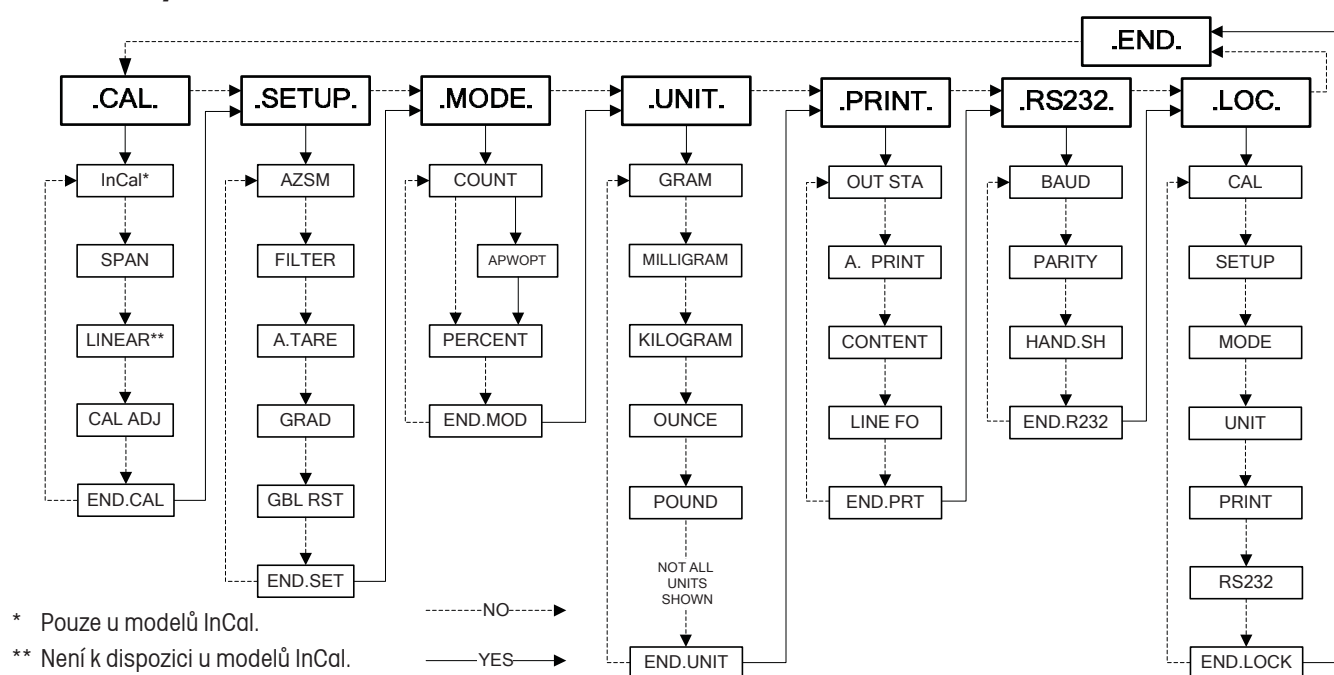 .END.
.CAL.
.SETUP.
.MODE.
.UNIT.
.PRINT.
.RS232.
.LOC.
InCal*
SPAN
LINEAR**
CAL ADJ
END.CAL
AZSM
FILTER
A.TARE
GRAD
GBL RST
END.SET
COUNT
APWOPT
PERCENT
END.MOD
GRAM
MILLIGRAM
KILOGRAM
OUNCE
POUND
NOT ALL
UNITS
SHOWN
END.UNIT
OUT STA
A. PRINT
CONTENT
LINE FO
END.PRT
BAUD
PARITY
HAND.SH
END.R232
CAL
SETUP
MODE
UNIT
PRINT
RS232
END.LOCK
* Pouze u modelů InCal.
** Není k dispozici u modelů InCal.
NO
YES